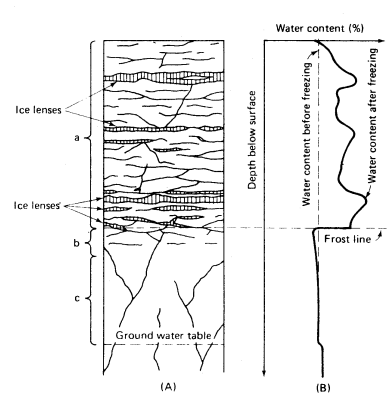 Ice lenses
a
Ice lenses
b
c
Ground water table
(A)
Water content (%)
Depth below surface
Water content before freezing
Water content after freezing
Frost line
(B)